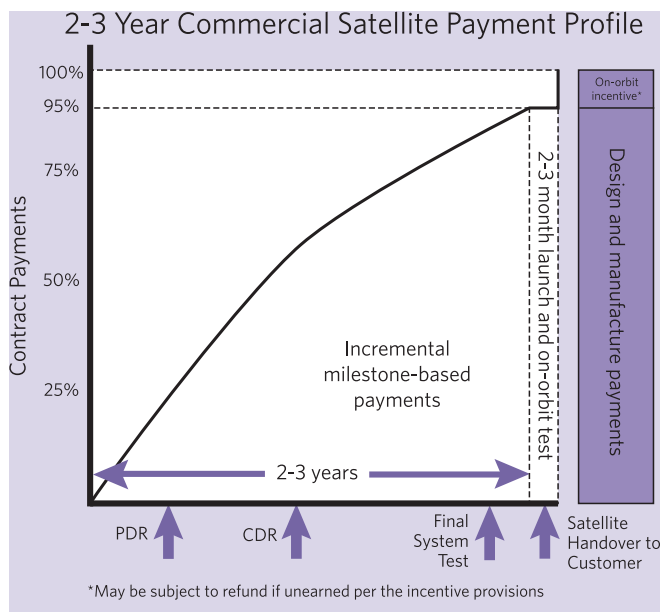 2-3 Year Commercial Satellite Payment Profile
100%
95%
75%
50%
25%
Contract Payments
Incremental
milestone-based
payments
2-3 years
2-3 month launch and on-orbit test
On-orbit
incentive*
Design and manufacture payments
PDR
CDR
Final
System
Test
Satellite
Handover to
Customer
*May be subject to refund if unearned per the incentive provisions